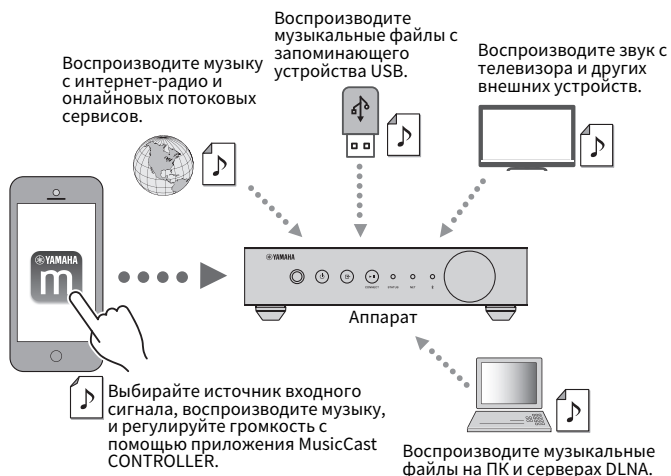 Воспроизводите
музыкальные файлы с
запоминающего
устройства USB.
Воспроизводите музыку
с интернет-радио и
онлайновых потоковых
сервисов.
Воспроизводите звук с
телевизора и других
внешних устройств.
YAMAHA
m
YAMAHA
CONNECT
STATUS
NET
Аппарат
Выбирайте источник входного
сигнала, воспроизводите музыку,
и регулируйте громкость с
помощью приложения MusicCast
CONTROLLER.
Воспроизводите музыкальные
файлы на ПК и серверах DLNA.